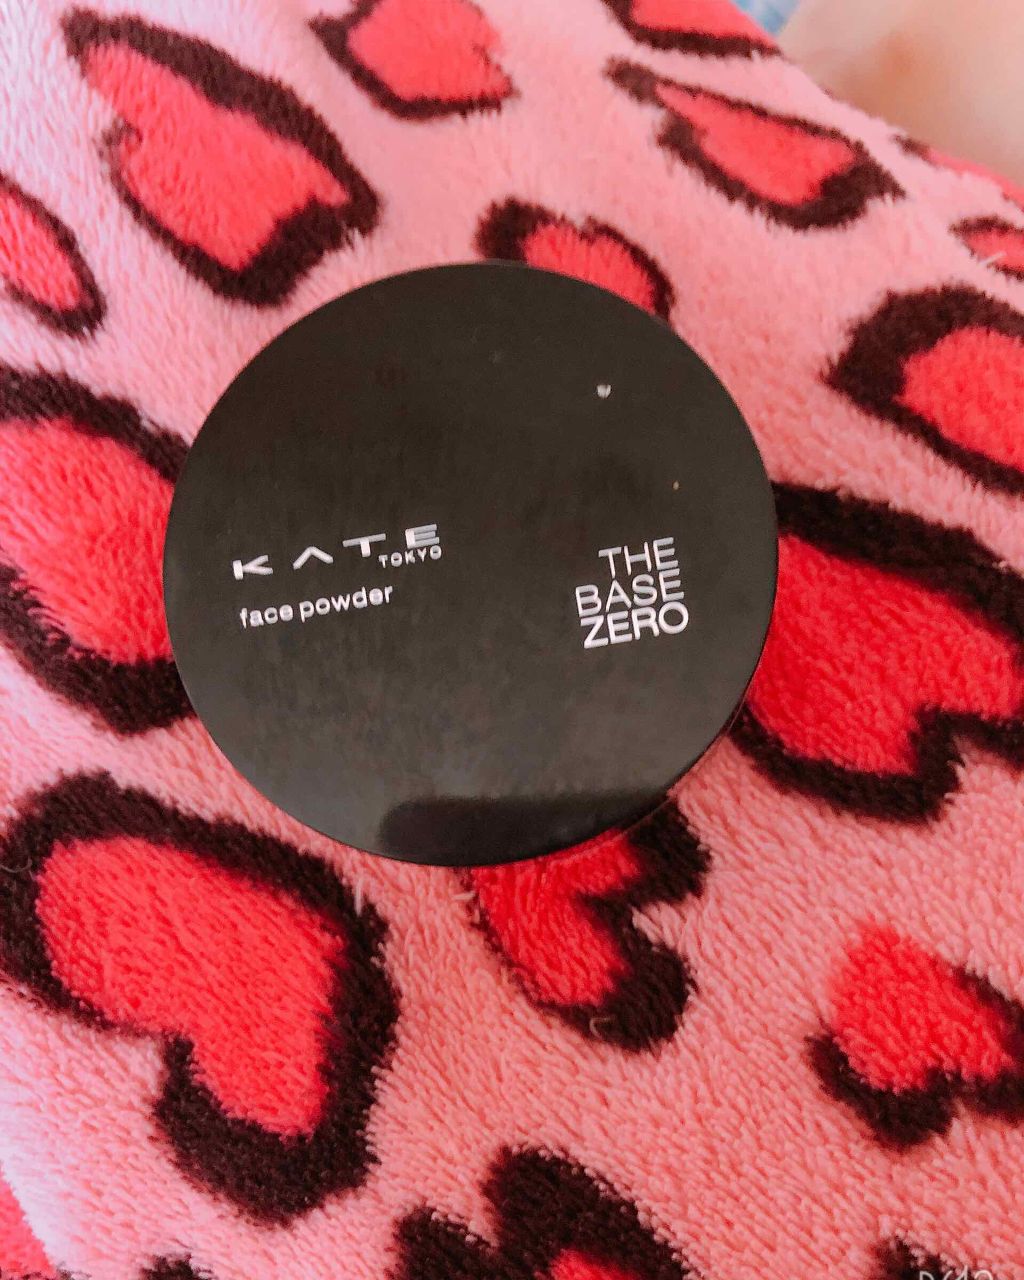 KATE
TOKYO
face powder
THE
BASE
ZERO